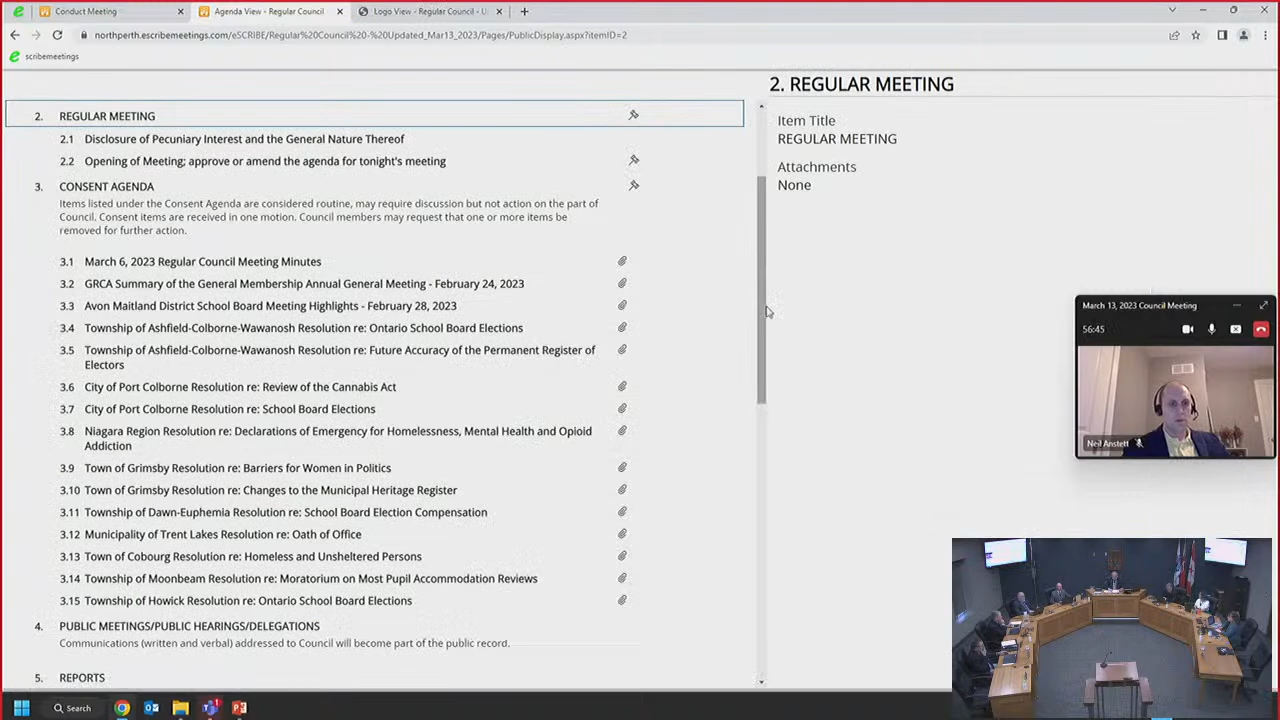 Conduct Meeting
Agenda View - Regular Council
Logo View - Regular Council - U
northperth.escribemeetings.com/eSCRIBE/Regular%20Council%20-%20Updated_Mar13_2023/Pages/PublicDisplay.aspx?itemID=2
scribemeetings
2. REGULAR MEETING
2.1 Disclosure of Pecuniary Interest and the General Nature Thereof
2.2 Opening of Meeting; approve or amend the agenda for tonight's meeting
3. CONSENT AGENDA
Items listed under the Consent Agenda are considered routine, may require discussion but not action on the part of
Council. Consent items are received in one motion. Council members may request that one or more items be
removed for further action.
3.1 March 6, 2023 Regular Council Meeting Minutes
3.2 GRCA Summary of the General Membership Annual General Meeting - February 24, 2023
3.3 Avon Maitland District School Board Meeting Highlights - February 28, 2023
3.4 Township of Ashfield-Colborne-Wawanosh Resolution re: Ontario School Board Elections
3.5 Township of Ashfield-Colborne-Wawanosh Resolution re: Future Accuracy of the Permanent Register of
Electors
3.6 City of Port Colborne Resolution re: Review of the Cannabis Act
3.7 City of Port Colborne Resolution re: School Board Elections
3.8 Niagara Region Resolution re: Declarations of Emergency for Homelessness, Mental Health and Opioid
Addiction
3.9 Town of Grimsby Resolution re: Barriers for Women in Politics
3.10 Town of Grimsby Resolution re: Changes to the Municipal Heritage Register
3.11 Township of Dawn-Euphemia Resolution re: School Board Election Compensation
3.12 Municipality of Trent Lakes Resolution re: Oath of Office
3.13 Town of Cobourg Resolution re: Homeless and Unsheltered Persons
3.14 Township of Moonbeam Resolution re: Moratorium on Most Pupil Accommodation Reviews
3.15 Township of Howick Resolution re: Ontario School Board Elections
4. PUBLIC MEETINGS/PUBLIC HEARINGS/DELEGATIONS
Communications (written and verbal) addressed to Council will become part of the public record.
5. REPORTS
2. REGULAR MEETING
Item Title
REGULAR MEETING
Attachments
None
March 13, 2023 Council Meeting
56:45
Neil Anstett
Search